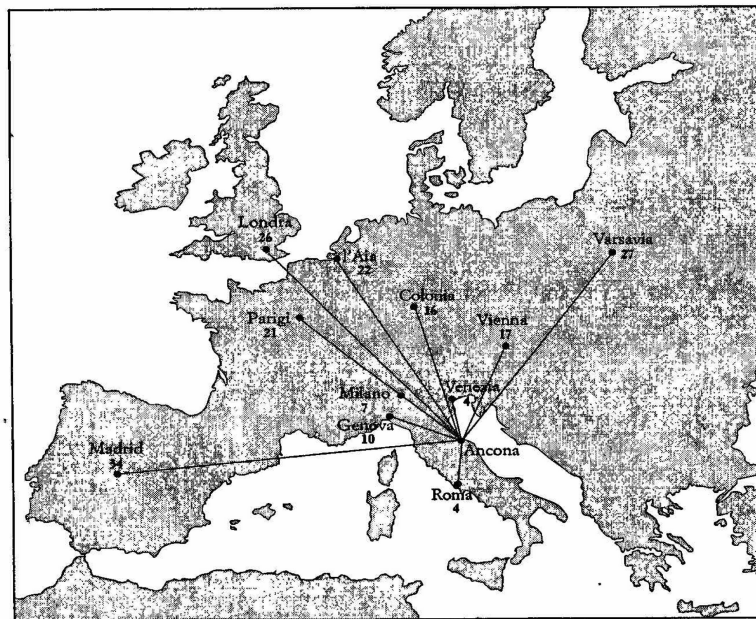 Londra
26
l'Aia
22
Varsavia
27
Colonia
16
Parigi
21
Vienna
17
Milano
7
Venezia
4
Genova
10
Ancona
Madrid
34
Roma
4